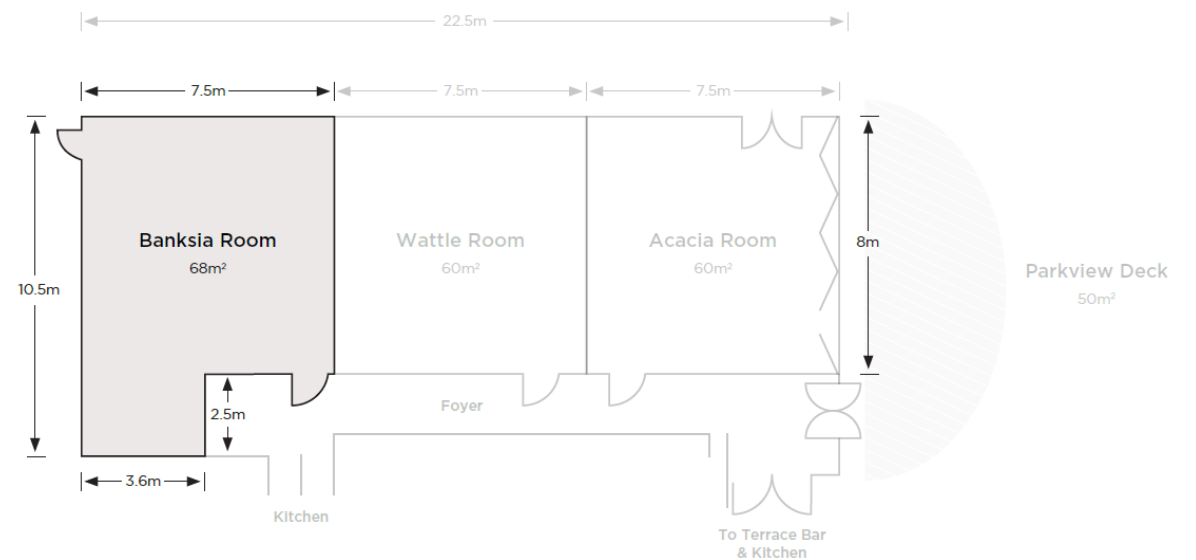 22.5m
7.5m
7.5m
7.5m
Banksia Room
68m²
Wattle Room
60m²
Acacia Room
60m²
8m
Parkview Deck
50m²
10.5m
2.5m
Foyer
3.6m
Kitchen
To Terrace Bar
& Kitchen